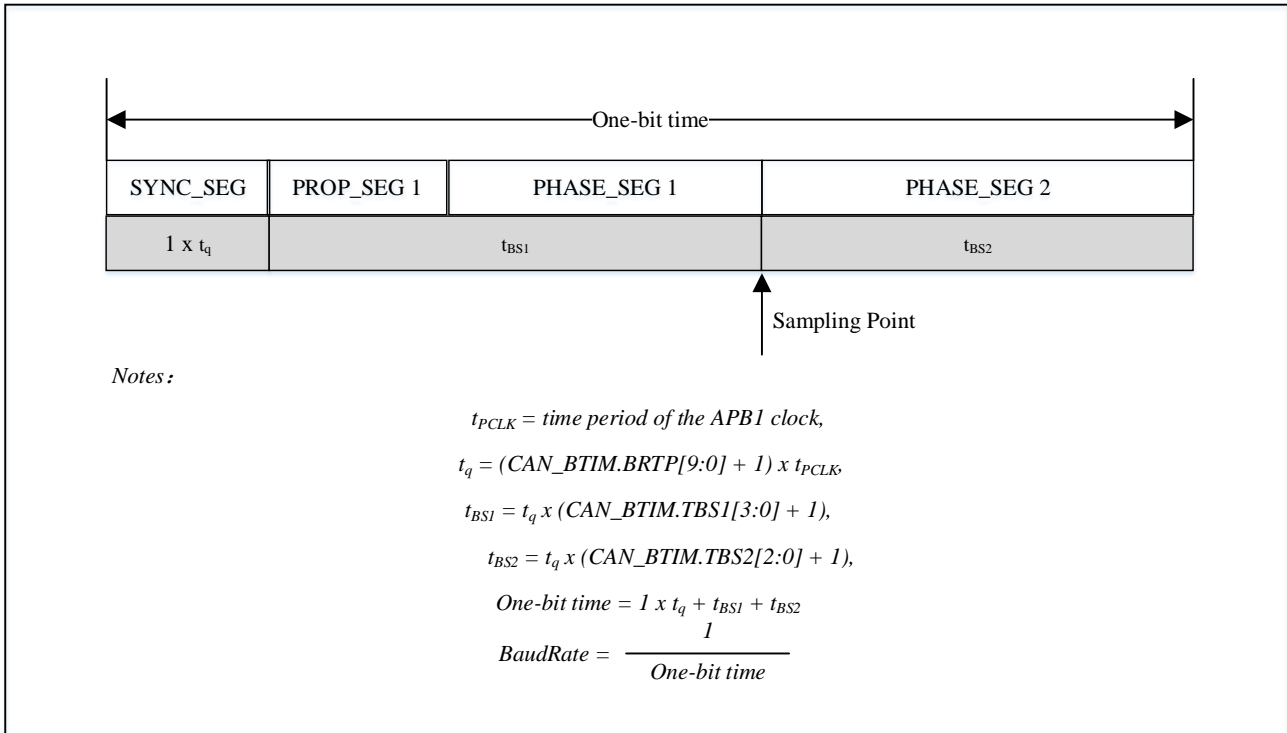 One-bit time
SYNC_SEG PROP_SEG 1 PHASE_SEG 1 PHASE_SEG 2
1 x tq tBS1 tBS2
Sampling Point
Notes：
tPCLK = time period of the APB1 clock,
tq = (CAN_BTIM.BRTP[9:0] + 1) x tPCLK,
tBS1 = tq x (CAN_BTIM.TBS1[3:0] + 1),
tBS2 = tq x (CAN_BTIM.TBS2[2:0] + 1),
One-bit time = 1 x tq + tBS1 + tBS2
1
BaudRate =
One-bit time